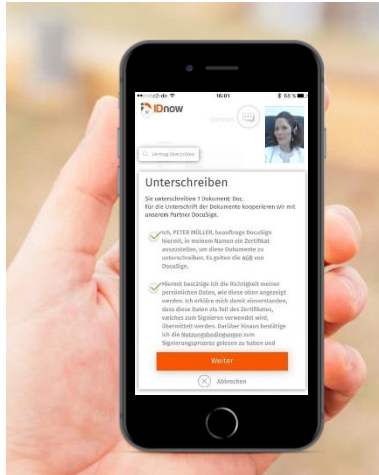 16:01
68 %
IDnow
Vertrag überprüfen
Unterschreiben
Sie unterschreiben 1 Dokument: Doc.
Für die Unterschrift der Dokumente kooperieren wir mit
unserem Partner DocuSign.
Ich, PETER MÜLLER, beauftrage DocuSign
hiermit, in meinem Namen ein Zertifikat
auszustellen, um diese Dokumente zu
unterschreiben. Es gelten die AGB von
DocuSign.
Hiermit bestätige ich die Richtigkeit meiner
persönlichen Daten, wie diese oben angezeigt
werden. Ich erkläre mich damit einverstanden,
dass diese Daten als Teil des Zertifikates,
welches zum Signieren verwendet wird,
übermittelt werden. Darüber hinaus bestätige
ich die Nutzungsbedingungen zum
Signierungsprozess gelesen zu haben und
Weiter
Abbrechen